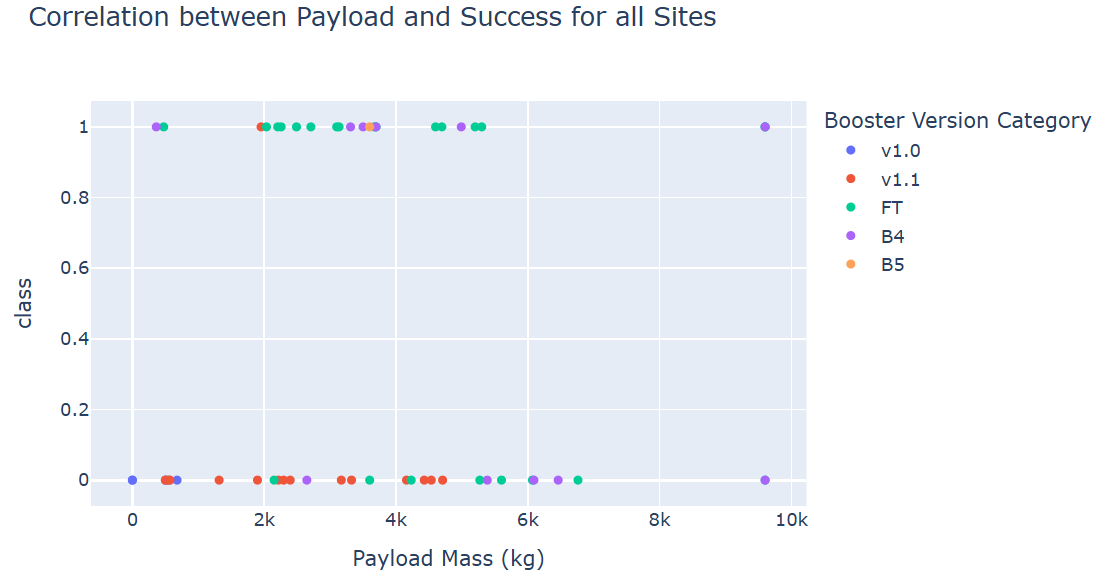 Correlation between Payload and Success for all Sites
Booster Version Category
v1.0
v1.1
FT
B4
B5
class
1
0.8
0.6
0.4
0.2
0
0 2k 4k 6k 8k 10k
Payload Mass (kg)